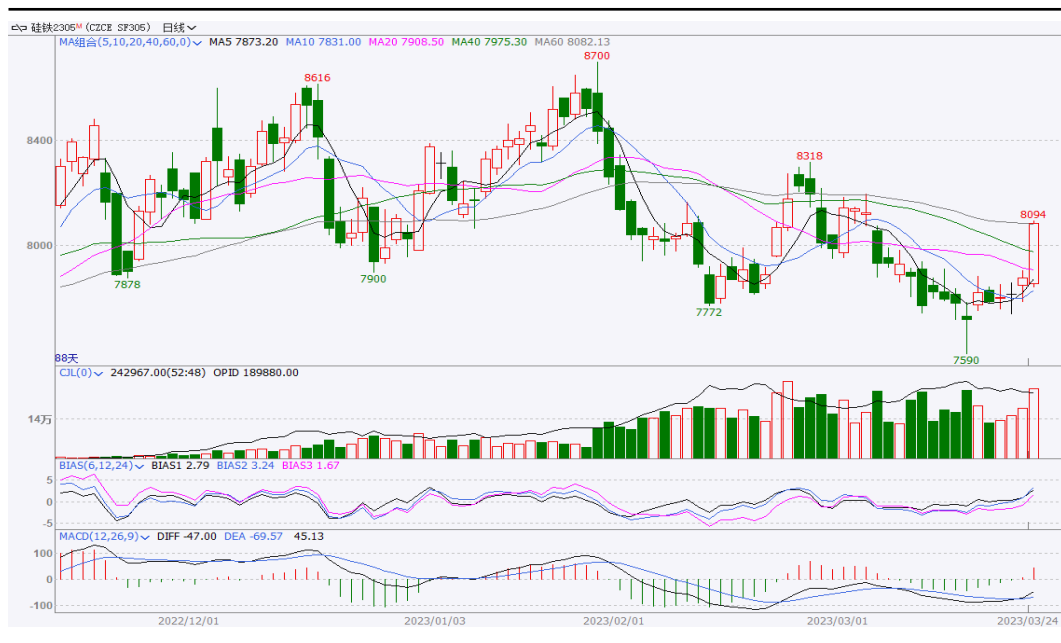 硅铁2305M (CZCE SF305) 日线
MA组合(5,10,20,40,60,0) MA5 7873.20 MA10 7831.00 MA20 7908.50 MA40 7975.30 MA60 8082.13
8700
8616
8400
8318
8094
8000
7878
7900
7772
7590
88天
CJL(0) 242967.00(52:48) OPID 189880.00
14万
BIAS(6,12,24) BIAS1 2.79 BIAS2 3.24 BIAS3 1.67
5
0
-5
MACD(12,26,9) DIFF -47.00 DEA -69.57 45.13
100
0
-100
2022/12/01 2023/01/03 2023/02/01 2023/03/01 2023/03/24